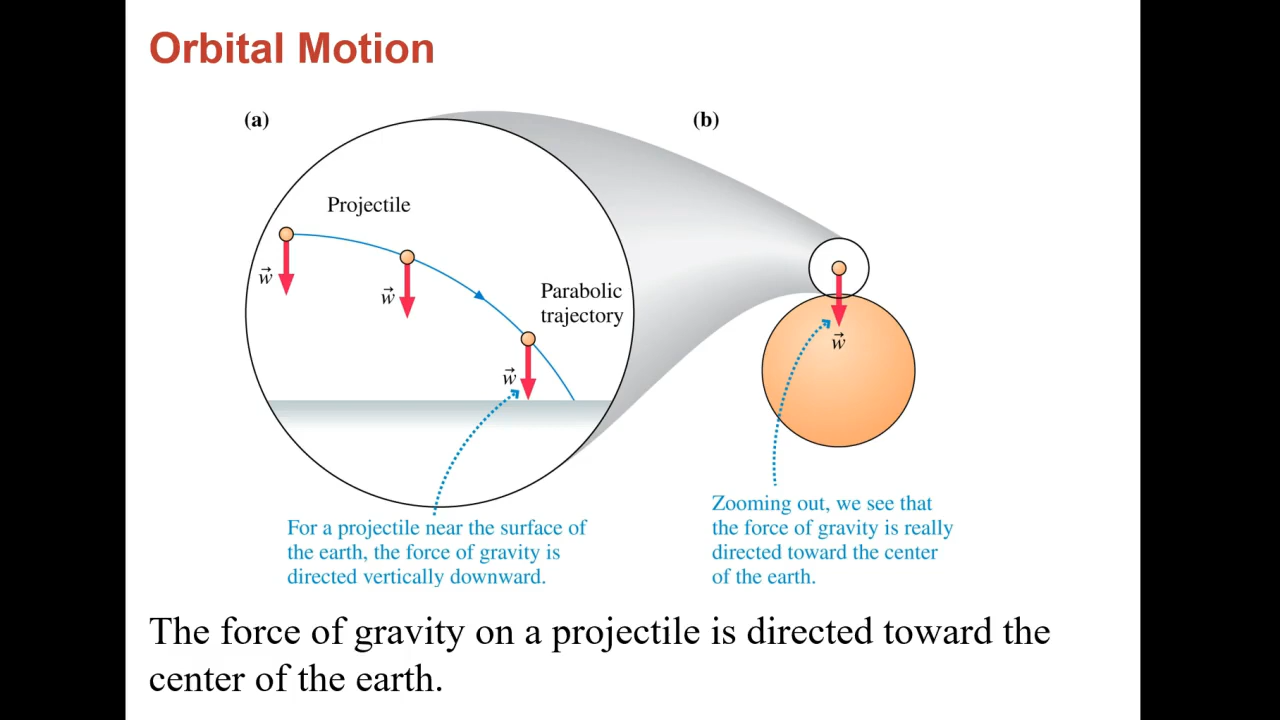 Orbital Motion
(a)
Projectile
w⃗
w⃗
Parabolic
trajectory
w⃗
For a projectile near the surface of
the earth, the force of gravity is
directed vertically downward.
(b)
w⃗
Zooming out, we see that
the force of gravity is really
directed toward the center
of the earth.
The force of gravity on a projectile is directed toward the
center of the earth.